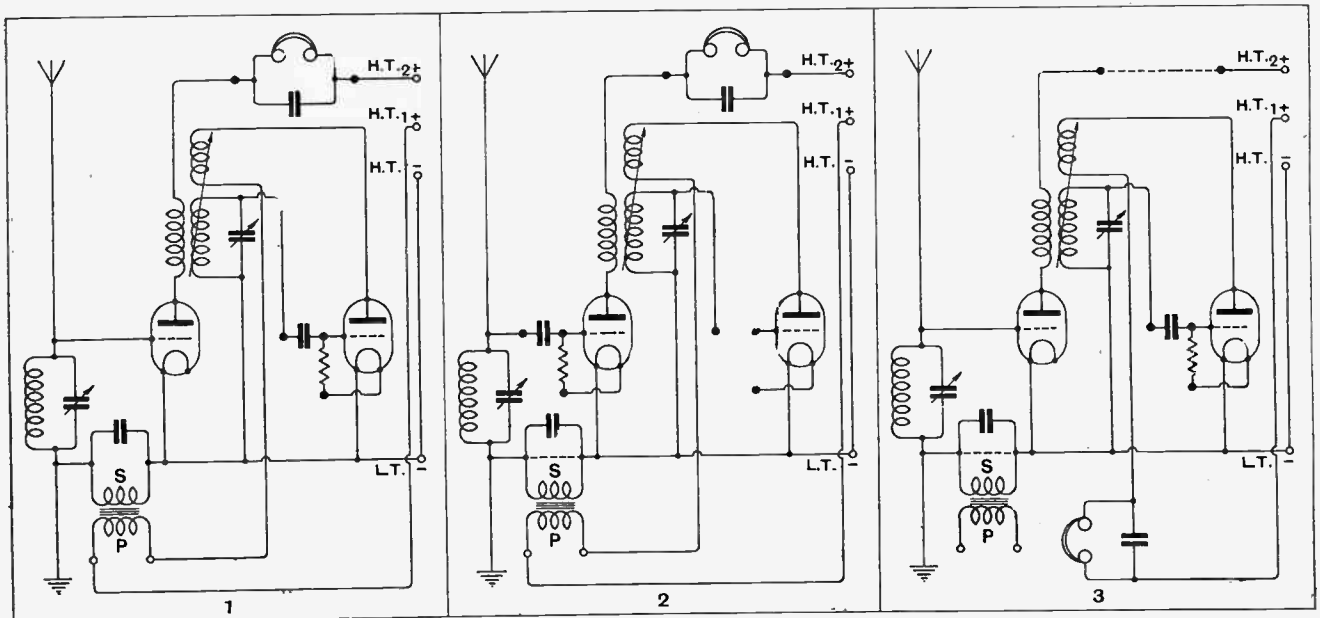 H.T.2+
H.T.1+
H.T. -
L.T. -
S
P
1
H.T.2+
H.T.1+
H.T. -
L.T. -
S
P
2
H.T.2+
H.T.1+
H.T. -
L.T. -
S
P
3